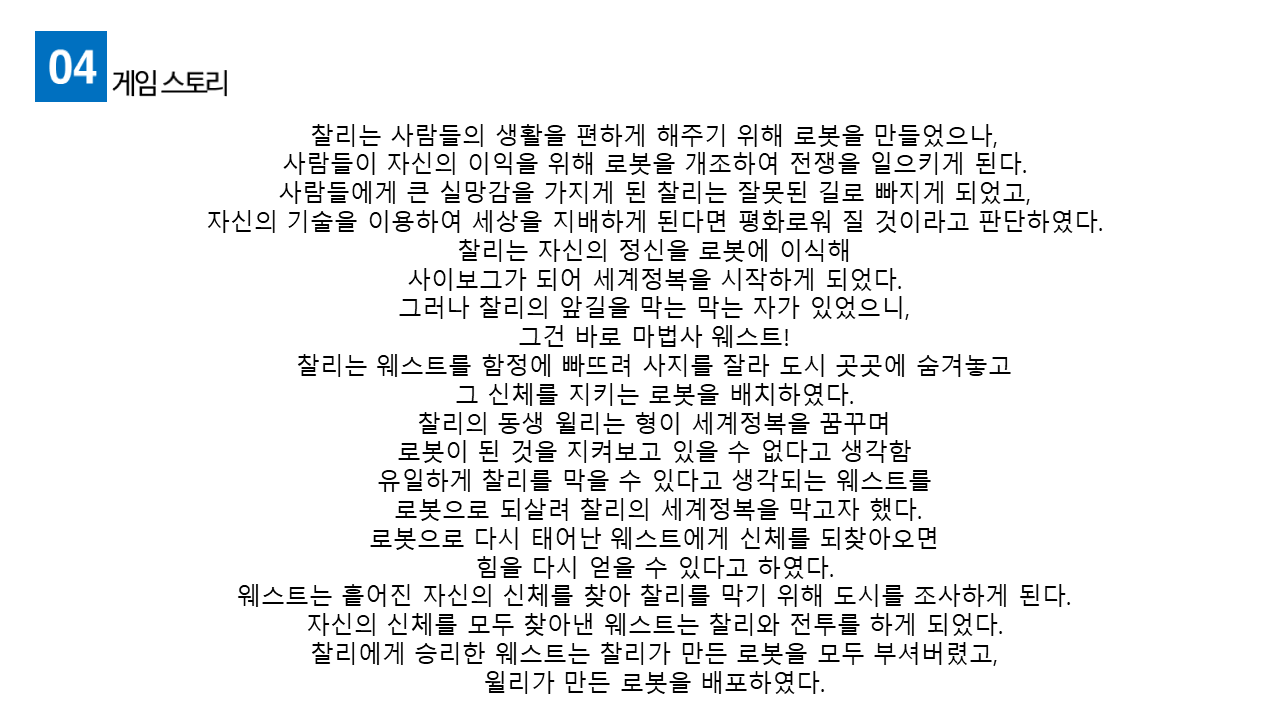 04
게임 스토리
찰리는 사람들의 생활을 편하게 해주기 위해 로봇을 만들었으나,
사람들이 자신의 이익을 위해 로봇을 개조하여 전쟁을 일으키게 된다.
사람들에게 큰 실망감을 가지게 된 찰리는 잘못된 길로 빠지게 되었고,
자신의 기술을 이용하여 세상을 지배하게 된다면 평화로워 질 것이라고 판단하였다.
찰리는 자신의 정신을 로봇에 이식해
사이보그가 되어 세계정복을 시작하게 되었다.
그러나 찰리의 앞길을 막는 막는 자가 있었으니,
그건 바로 마법사 웨스트!
찰리는 웨스트를 함정에 빠뜨려 사지를 잘라 도시 곳곳에 숨겨놓고
그 신체를 지키는 로봇을 배치하였다.
찰리의 동생 윌리는 형이 세계정복을 꿈꾸며
로봇이 된 것을 지켜보고 있을 수 없다고 생각함
유일하게 찰리를 막을 수 있다고 생각되는 웨스트를
로봇으로 되살려 찰리의 세계정복을 막고자 했다.
로봇으로 다시 태어난 웨스트에게 신체를 되찾아오면
힘을 다시 얻을 수 있다고 하였다.
웨스트는 흩어진 자신의 신체를 찾아 찰리를 막기 위해 도시를 조사하게 된다.
자신의 신체를 모두 찾아낸 웨스트는 찰리와 전투를 하게 되었다.
찰리에게 승리한 웨스트는 찰리가 만든 로봇을 모두 부셔버렸고,
윌리가 만든 로봇을 배포하였다.